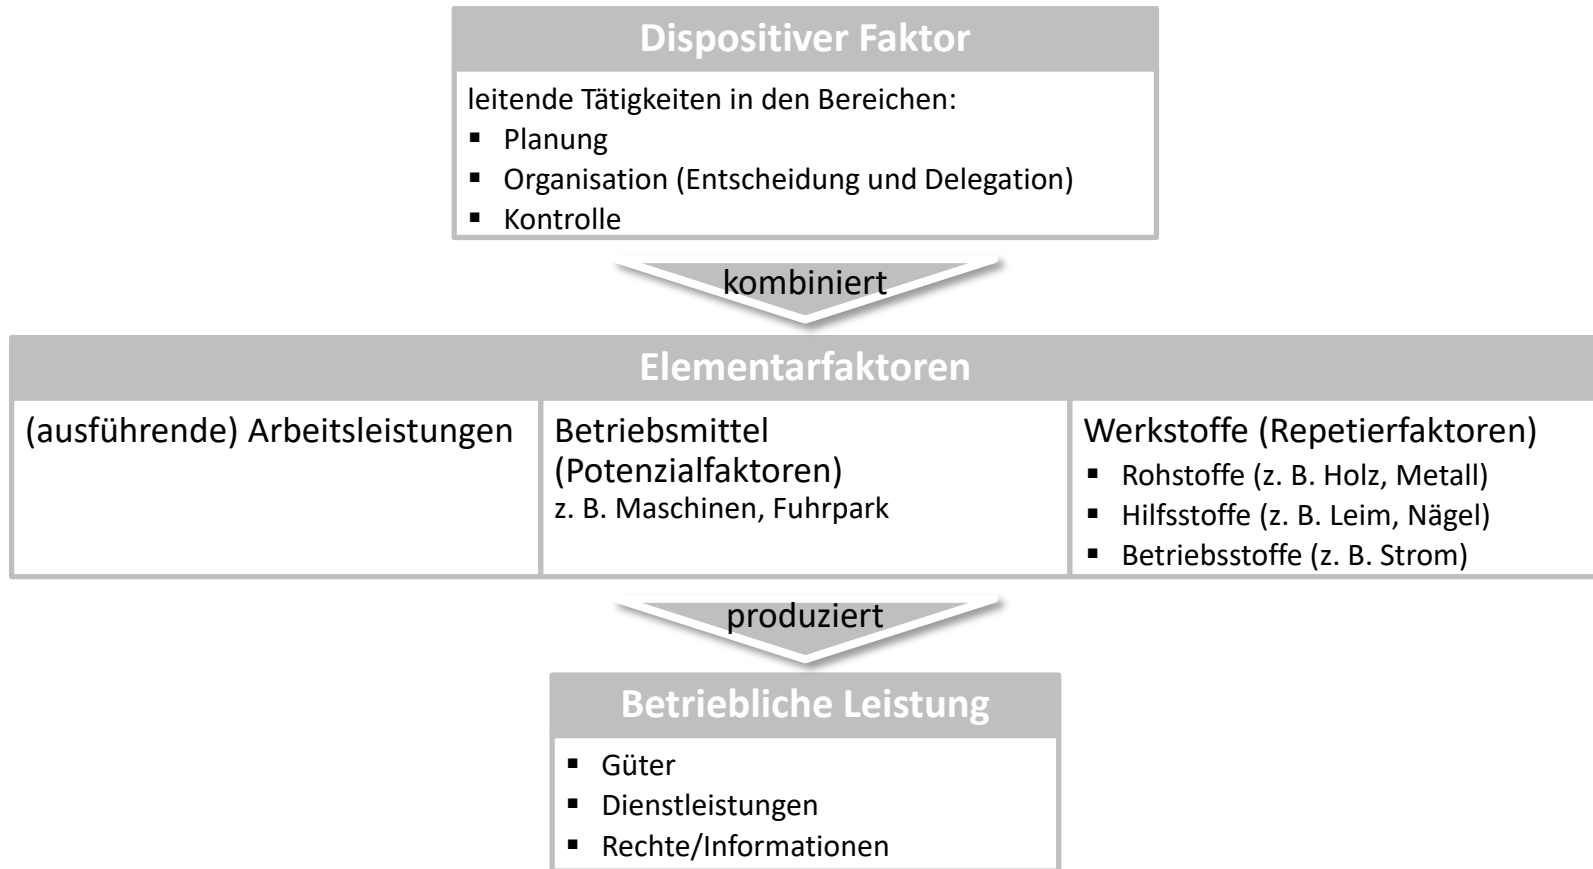 Dispositiver Faktor
leitende Tätigkeiten in den Bereichen:
▪ Planung
▪ Organisation (Entscheidung und Delegation)
▪ Kontrolle
kombiniert
Elementarfaktoren
(ausführende) Arbeitsleistungen
Betriebsmittel
(Potenzialfaktoren)
z. B. Maschinen, Fuhrpark
Werkstoffe (Repetierfaktoren)
▪ Rohstoffe (z. B. Holz, Metall)
▪ Hilfsstoffe (z. B. Leim, Nägel)
▪ Betriebsstoffe (z. B. Strom)
produziert
Betriebliche Leistung
▪ Güter
▪ Dienstleistungen
▪ Rechte/Informationen